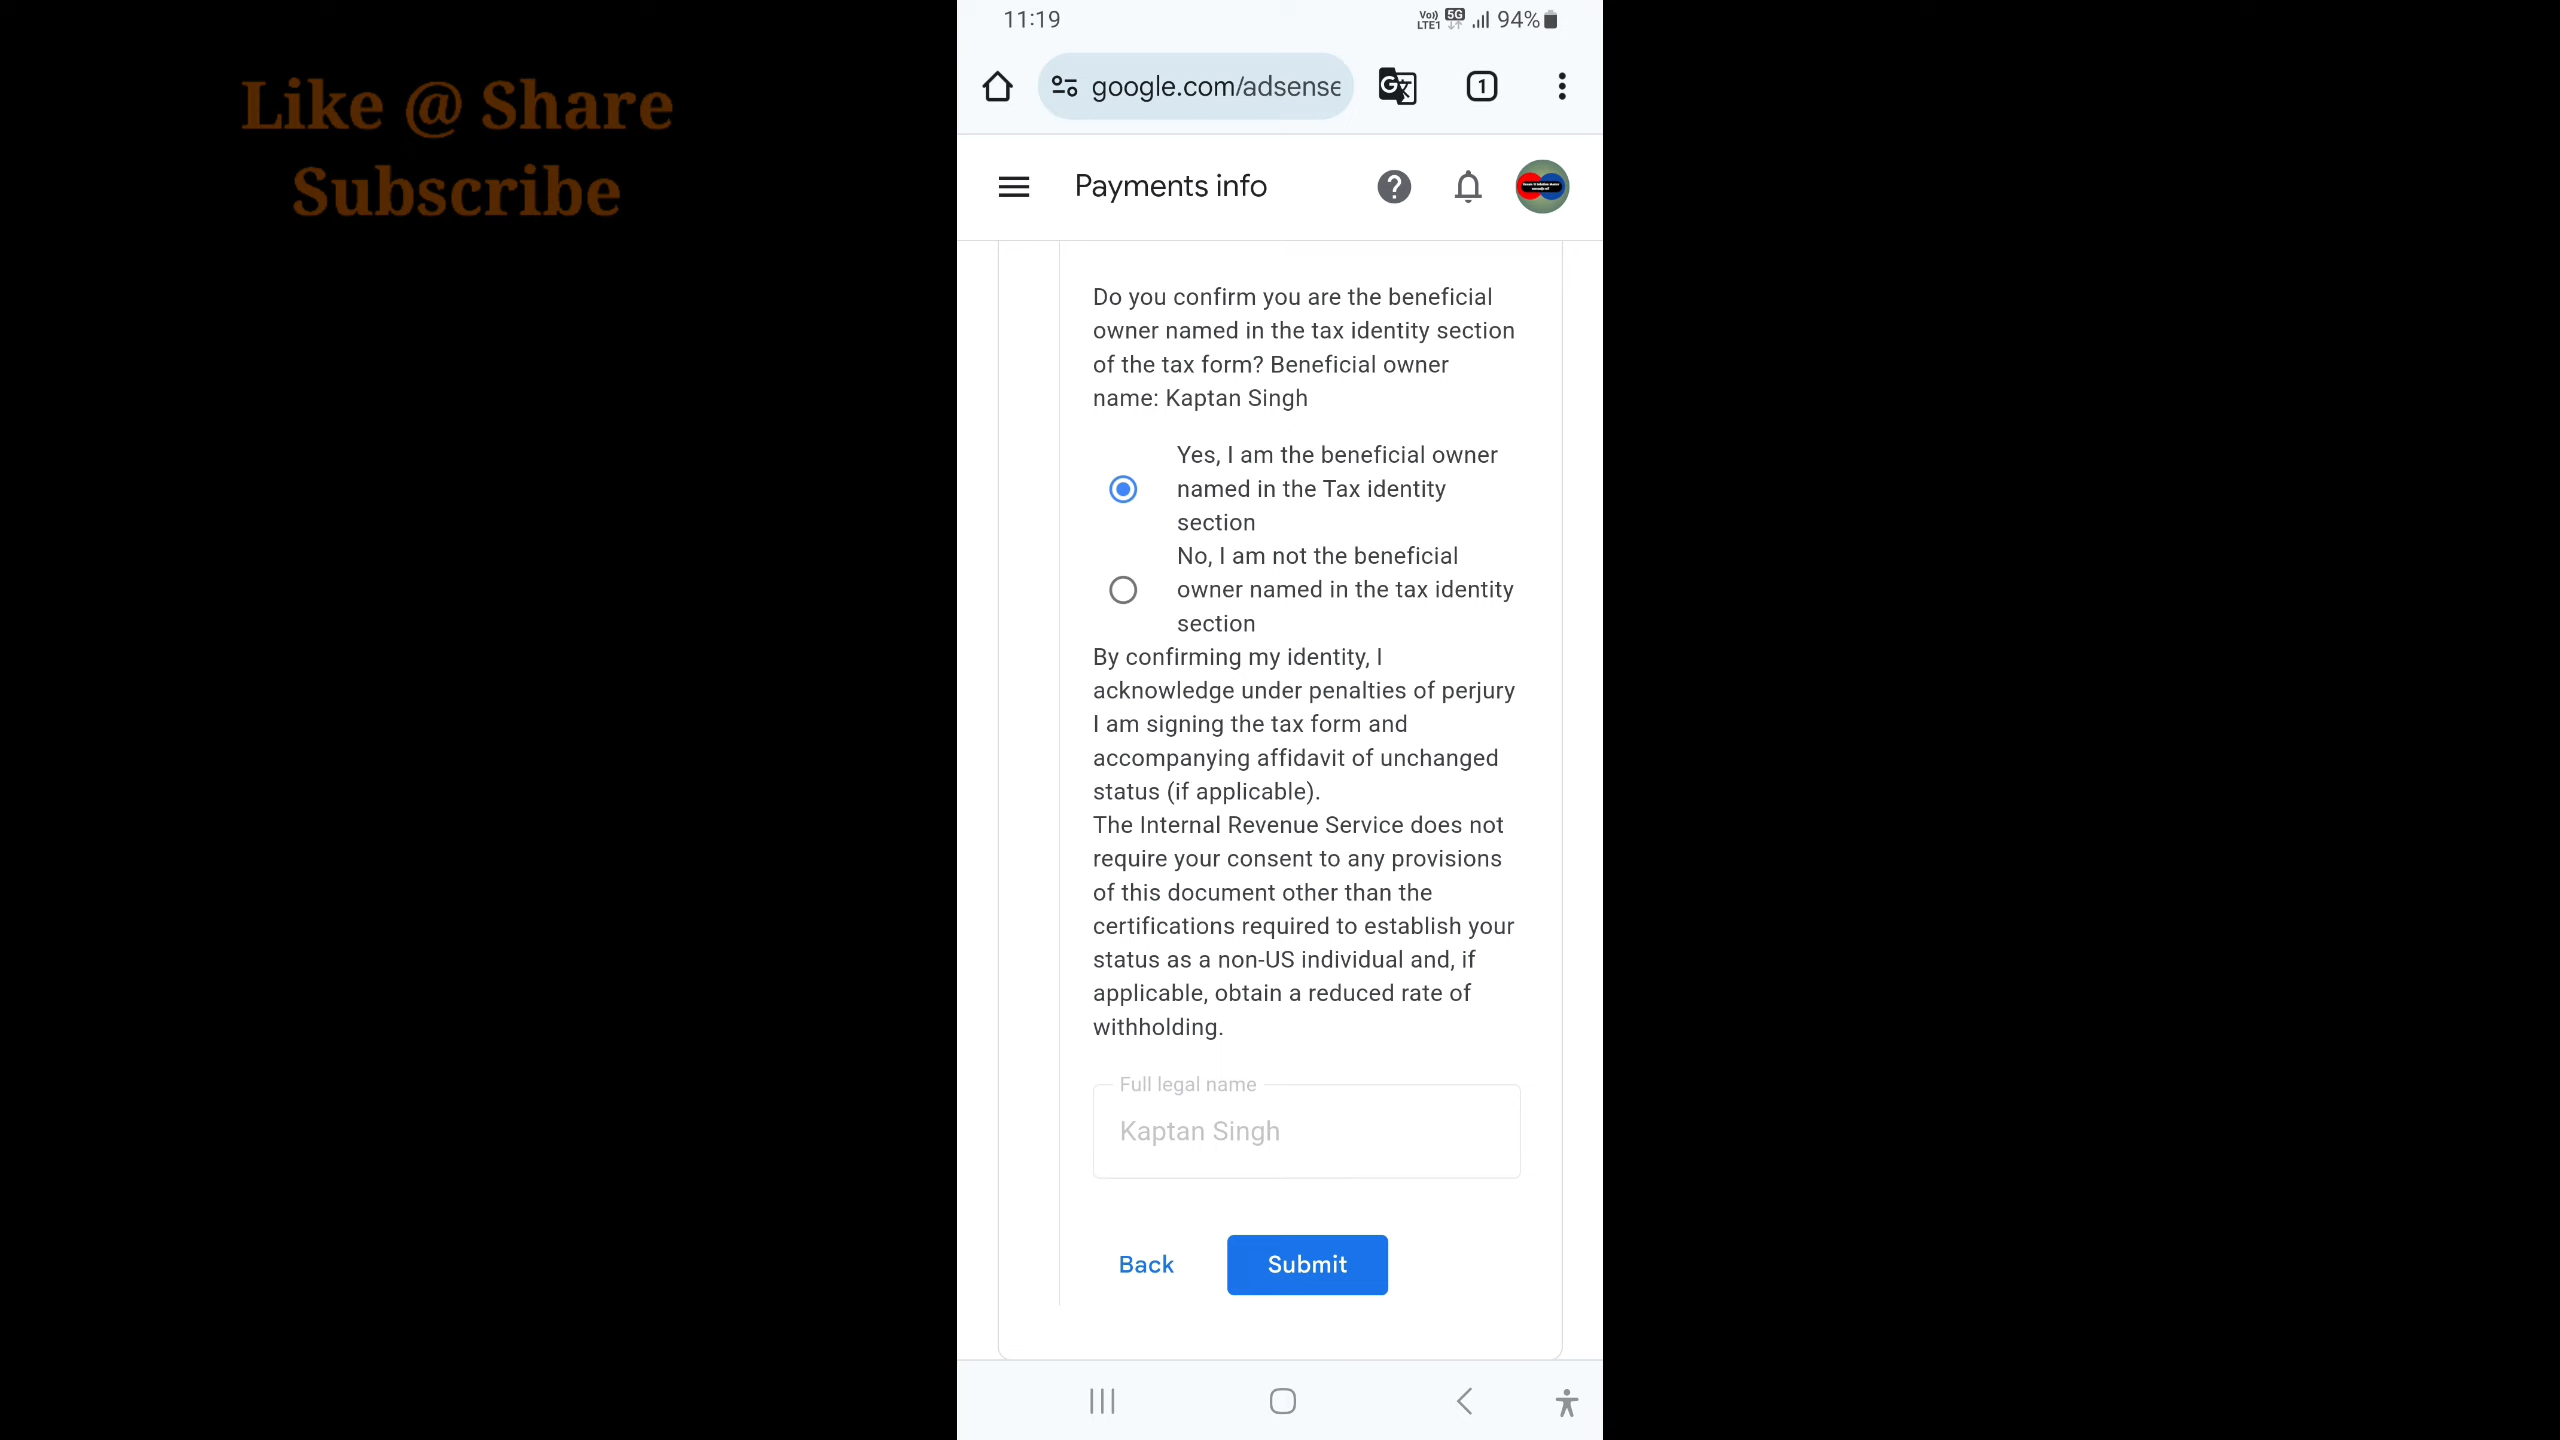 Like @ Share
Subscribe
11:19
Vo)) LTE1 5G 94%
google.com/adsense
1
Payments info
Do you confirm you are the beneficial
owner named in the tax identity section
of the tax form? Beneficial owner
name: Kaptan Singh
Yes, I am the beneficial owner
named in the Tax identity
section
No, I am not the beneficial
owner named in the tax identity
section
By confirming my identity, I
acknowledge under penalties of perjury
I am signing the tax form and
accompanying affidavit of unchanged
status (if applicable).
The Internal Revenue Service does not
require your consent to any provisions
of this document other than the
certifications required to establish your
status as a non-US individual and, if
applicable, obtain a reduced rate of
withholding.
Full legal name
Kaptan Singh
Back
Submit